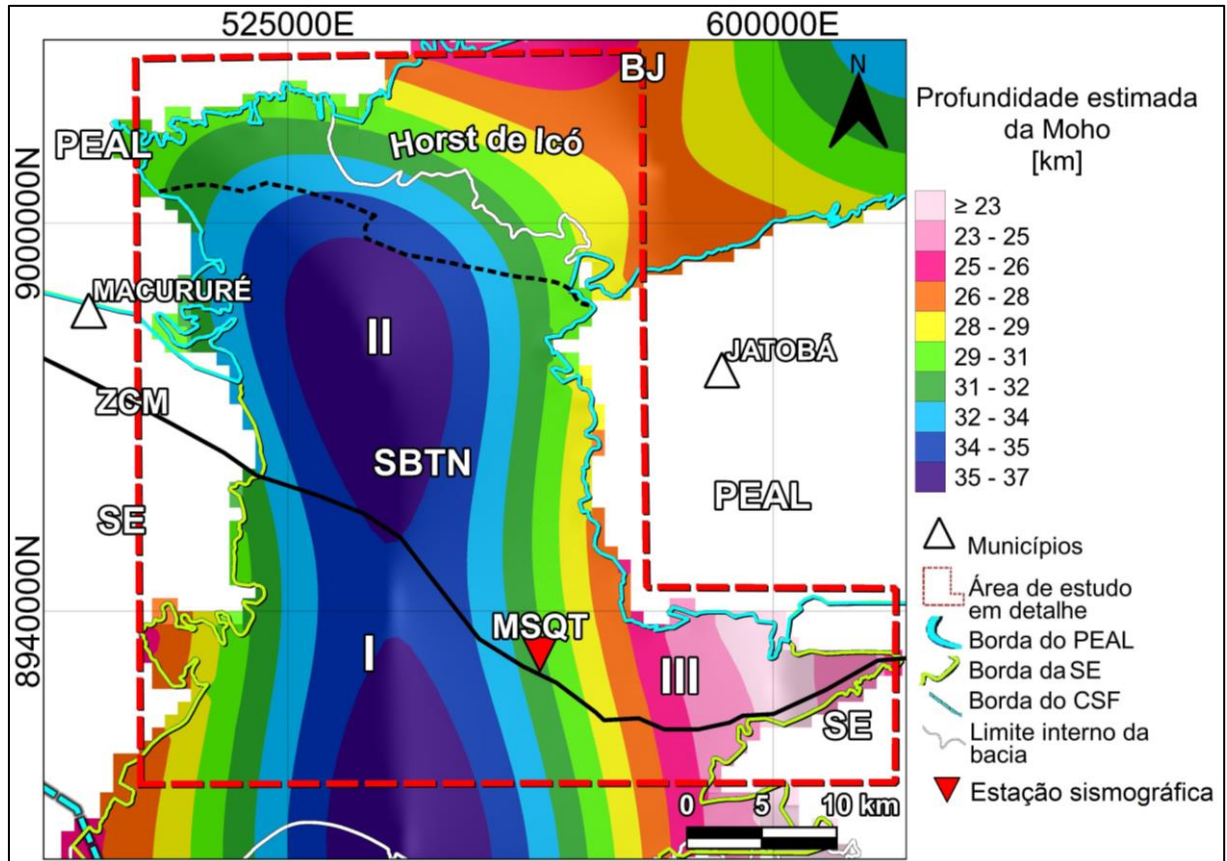 525000E
600000E
BJ
N
PEAL
Horst de Icó
9000000N
MACURURÉ
II
JATOBÁ
ZCM
SBTN
PEAL
SE
8940000N
MSQT
I
III
SE
0 5 10 km
Profundidade estimada
da Moho
[km]
≥ 23
23 - 25
25 - 26
26 - 28
28 - 29
29 - 31
31 - 32
32 - 34
34 - 35
35 - 37
Municípios
Área de estudo
em detalhe
Borda do PEAL
Borda da SE
Borda do CSF
Limite interno da
bacia
Estação sismográfica